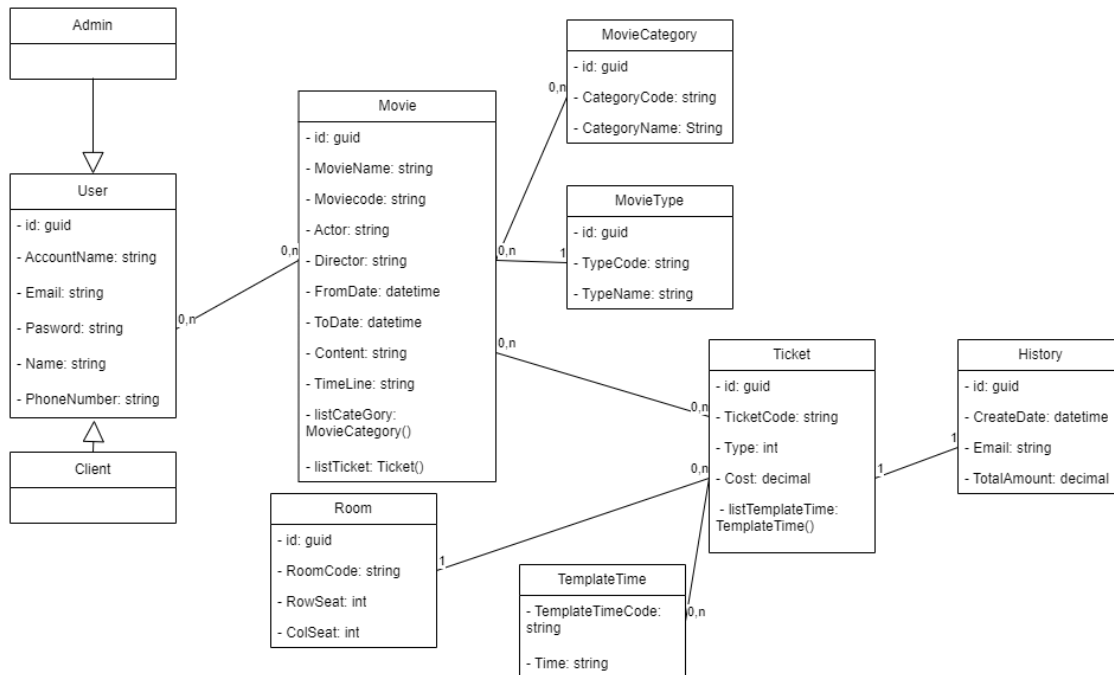 Admin
User
- id: guid
- AccountName: string
- Email: string
- Pasword: string
- Name: string
- PhoneNumber: string
0,n
Client
Movie
- id: guid
- MovieName: string
- Moviecode: string
- Actor: string
- Director: string
- FromDate: datetime
- ToDate: datetime
- Content: string
- TimeLine: string
- listCateGory:
MovieCategory()
- listTicket: Ticket()
0,n
0,n
0,n
MovieCategory
- id: guid
- CategoryCode: string
- CategoryName: String
0,n
MovieType
- id: guid
- TypeCode: string
- TypeName: string
1
Ticket
- id: guid
- TicketCode: string
- Type: int
- Cost: decimal
- listTemplateTime:
TemplateTime()
0,n
0,n
1
History
- id: guid
- CreateDate: datetime
- Email: string
- TotalAmount: decimal
1
Room
- id: guid
- RoomCode: string
- RowSeat: int
- ColSeat: int
1
TemplateTime
- TemplateTimeCode:
string
- Time: string
0,n